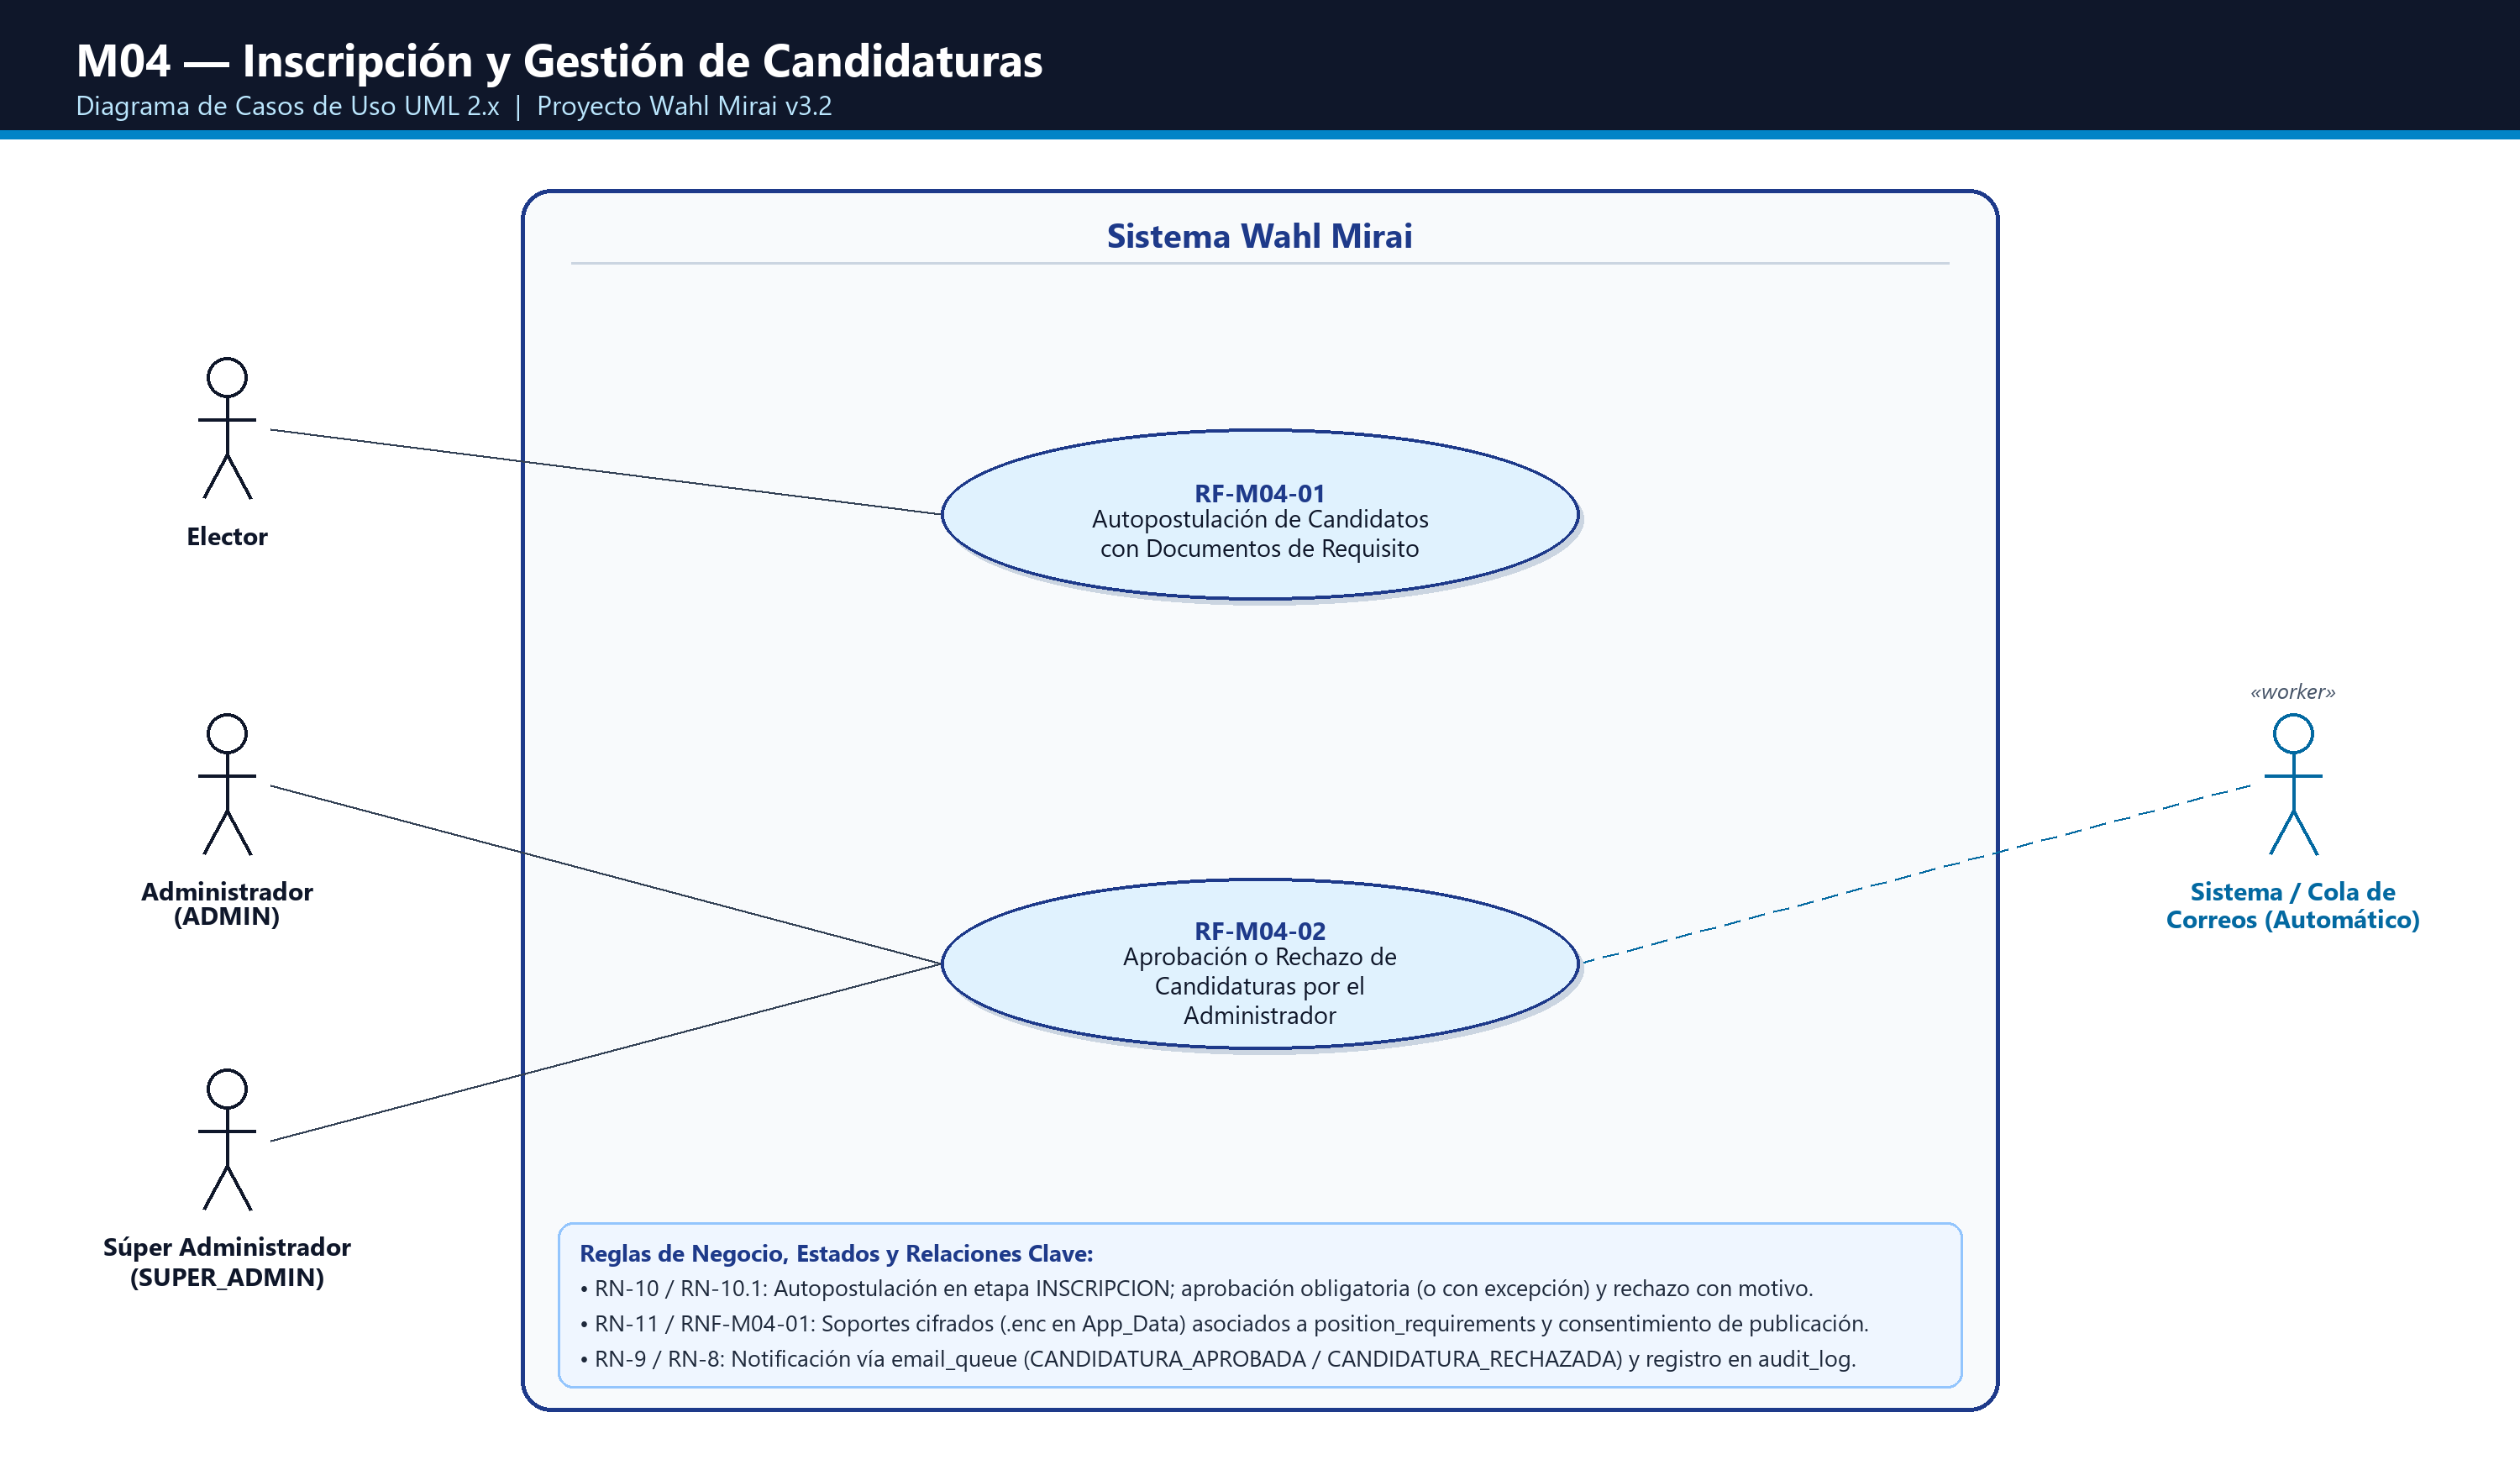 M04 — Inscripción y Gestión de Candidaturas
Diagrama de Casos de Uso UML 2.x | Proyecto Wahl Mirai v3.2
Sistema Wahl Mirai
Elector
RF-M04-01
Autopostulación de Candidatos
con Documentos de Requisito
«worker»
Administrador
(ADMIN)
Sistema / Cola de
Correos (Automático)
RF-M04-02
Aprobación o Rechazo de
Candidaturas por el
Administrador
Súper Administrador
(SUPER_ADMIN)
Reglas de Negocio, Estados y Relaciones Clave:
• RN-10 / RN-10.1: Autopostulación en etapa INSCRIPCION; aprobación obligatoria (o con excepción) y rechazo con motivo.
• RN-11 / RNF-M04-01: Soportes cifrados (.enc en App_Data) asociados a position_requirements y consentimiento de publicación.
• RN-9 / RN-8: Notificación vía email_queue (CANDIDATURA_APROBADA / CANDIDATURA_RECHAZADA) y registro en audit_log.